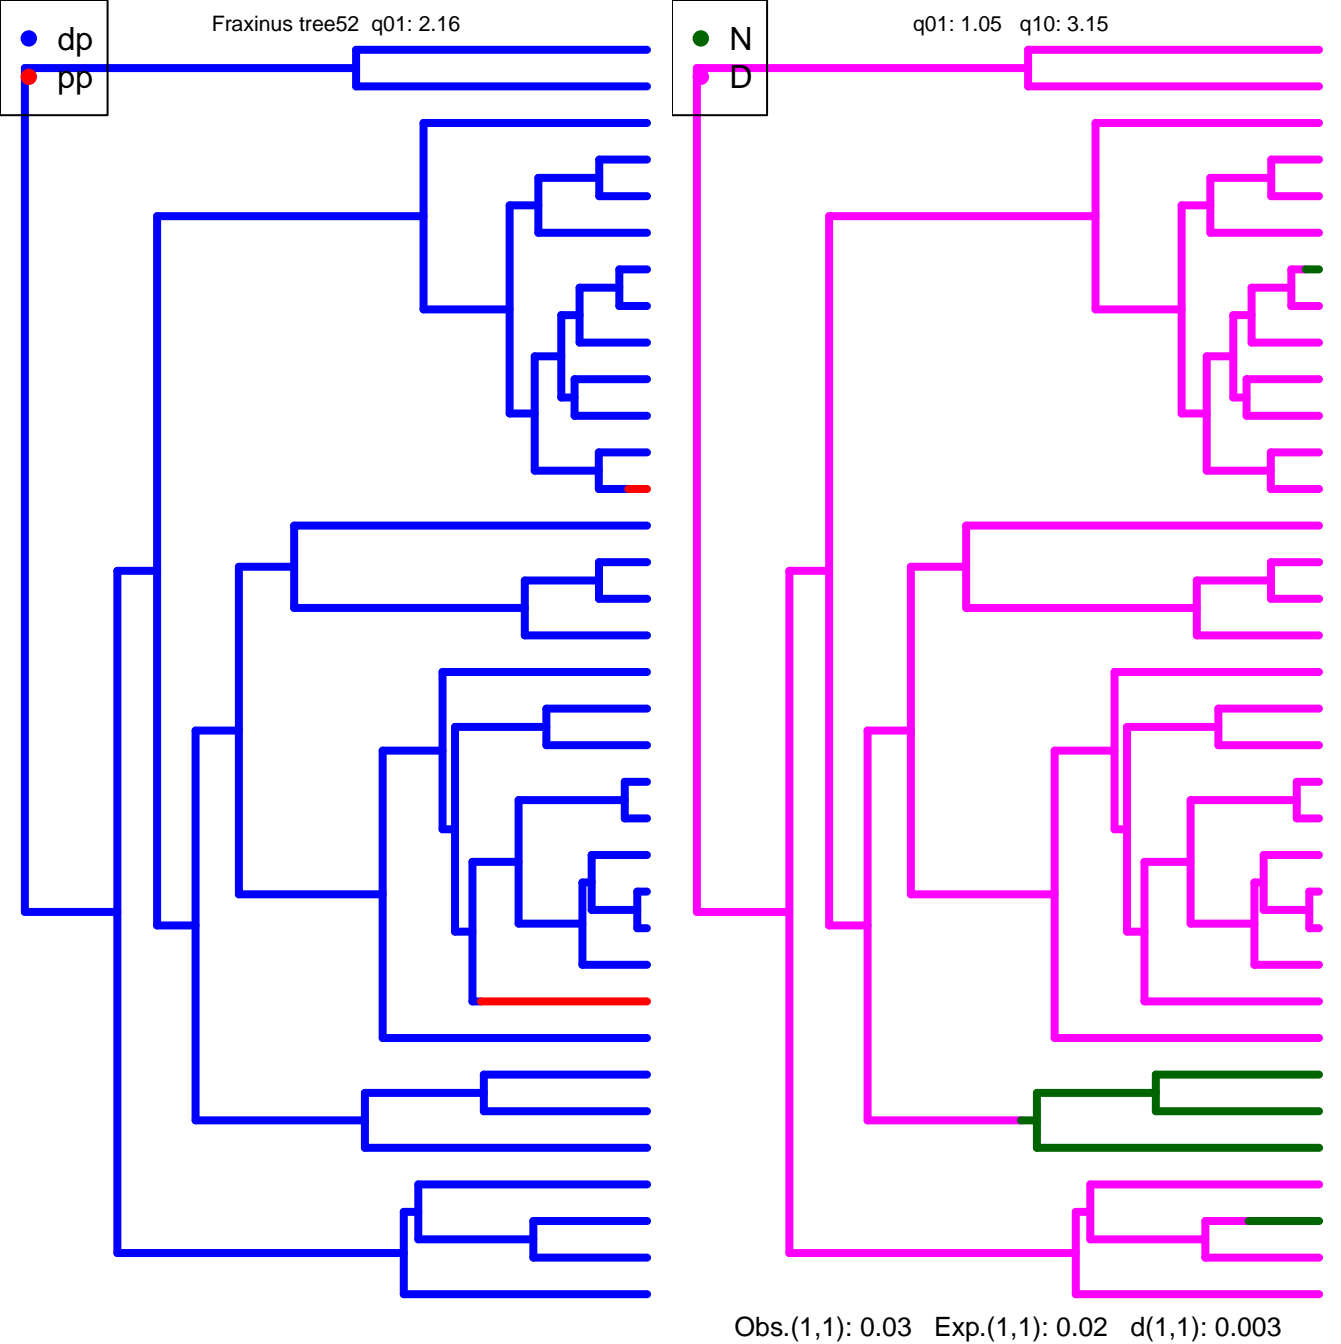 Fraxinus tree52  q01: 2.16
dp
pp
q01: 1.05   q10: 3.15
N
D
Obs.(1,1): 0.03   Exp.(1,1): 0.02   d(1,1): 0.003